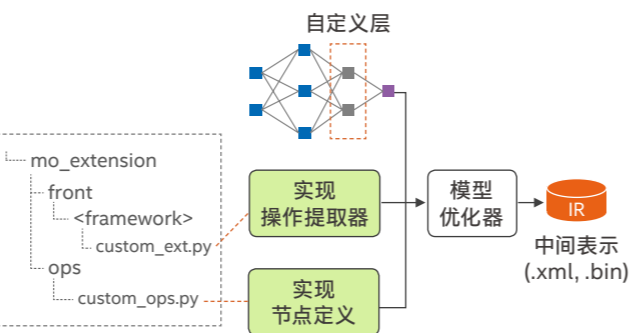 自定义层
mo_extension
front
<framework>
custom_ext.py
ops
custom_ops.py
实现
操作提取器
实现
节点定义
模型
优化器
IR
中间表示
(.xml, .bin)